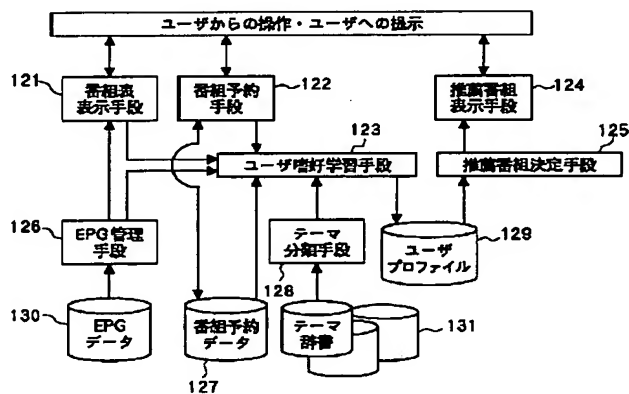 ユーザからの操作・ユーザへの提示
121
番組表
表示手段
番組予約
手段
122
推薦番組
表示手段
124
123
ユーザ嗜好学習手段
125
推薦番組決定手段
126
EPG管理
手段
テーマ
分類手段
128
ユーザ
プロファイル
129
130
EPG
データ
番組予約
データ
127
テーマ
辞書
131